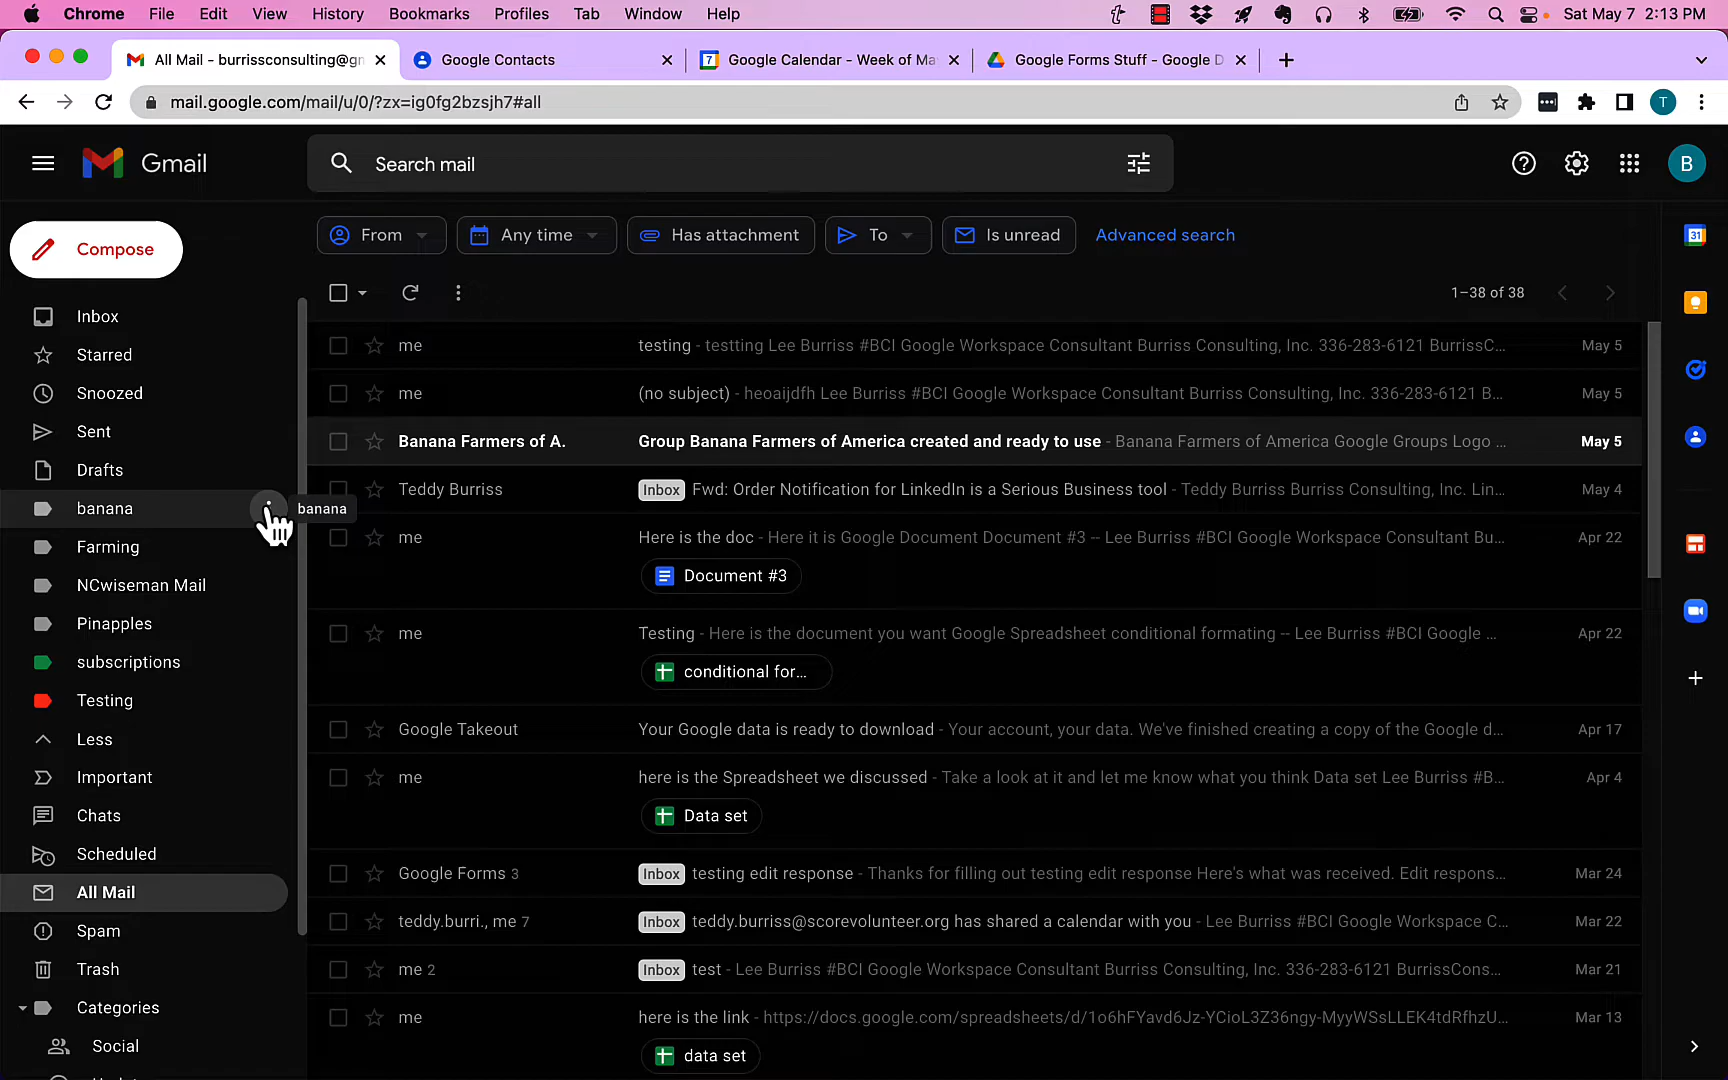 Chrome File Edit View History Bookmarks Profiles Tab Window Help Sat May 7 2:13 PM
All Mail – burrissconsulting@gn Google Contacts 7 Google Calendar - Week of Ma Google Forms Stuff - Google D
mail.google.com/mail/u/0/?zx=ig0fg2bzsjh7#all T
Gmail Search mail B
From Any time Has attachment To Is unread Advanced search
Compose
31
1–38 of 38
Inbox
Starred
Snoozed
Sent
Drafts
banana banana
Farming
NCwiseman Mail
Pinapples
subscriptions
Testing
Less
Important
Chats
Scheduled
All Mail
Spam
Trash
Categories
Social
me testing - testting Lee Burriss #BCI Google Workspace Consultant Burriss Consulting, Inc. 336-283-6121 BurrissC... May 5
me (no subject) - heoaijdfh Lee Burriss #BCI Google Workspace Consultant Burriss Consulting, Inc. 336-283-6121 B... May 5
Banana Farmers of A. Group Banana Farmers of America created and ready to use - Banana Farmers of America Google Groups Logo ... May 5
Teddy Burriss Inbox Fwd: Order Notification for LinkedIn is a Serious Business tool - Teddy Burriss Burriss Consulting, Inc. Lin... May 4
me Here is the doc - Here it is Google Document Document #3 -- Lee Burriss #BCI Google Workspace Consultant Bu... Apr 22
Document #3
me Testing - Here is the document you want Google Spreadsheet conditional formating -- Lee Burriss #BCI Google ... Apr 22
conditional for...
Google Takeout Your Google data is ready to download - Your account, your data. We've finished creating a copy of the Google d... Apr 17
me here is the Spreadsheet we discussed - Take a look at it and let me know what you think Data set Lee Burriss #B... Apr 4
Data set
Google Forms 3 Inbox testing edit response - Thanks for filling out testing edit response Here's what was received. Edit respons... Mar 24
teddy.burri., me 7 Inbox teddy.burriss@scorevolunteer.org has shared a calendar with you - Lee Burriss #BCI Google Workspace C... Mar 22
me 2 Inbox test - Lee Burriss #BCI Google Workspace Consultant Burriss Consulting, Inc. 336-283-6121 BurrissCons... Mar 21
me here is the link - https://docs.google.com/spreadsheets/d/1o6hFYavd6Jz-YCioL3Z36ngy-MyyWSsLLEK4tdRfhzU... Mar 13
data set